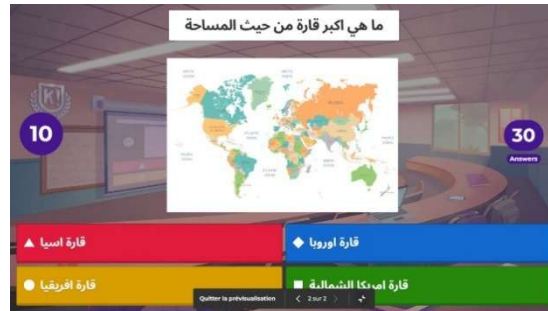 ما هي اكبر قارة من حيث المساحة
K!
10
30
Answers
قارة اسيا
قارة اوروبا
قارة افريقيا
قارة امريكا الشمالية
Quitter la prévisualisation
2 sur 2